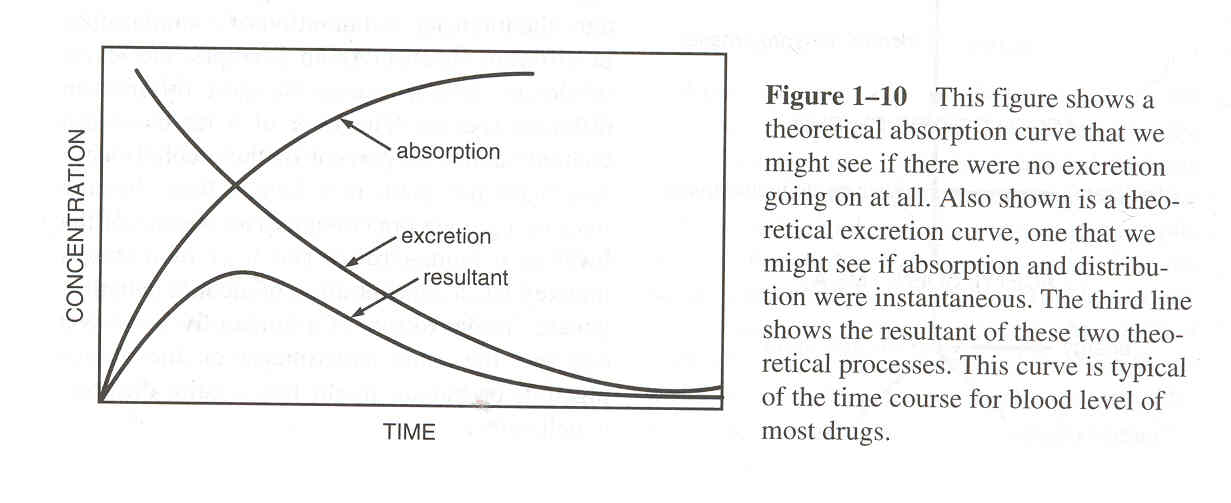 CONCENTRATION
absorption
excretion
resultant
TIME
Figure 1–10 This figure shows a
theoretical absorption curve that we
might see if there were no excretion
going on at all. Also shown is a theo-
retical excretion curve, one that we
might see if absorption and distribu-
tion were instantaneous. The third line
shows the resultant of these two theo-
retical processes. This curve is typical
of the time course for blood level of
most drugs.